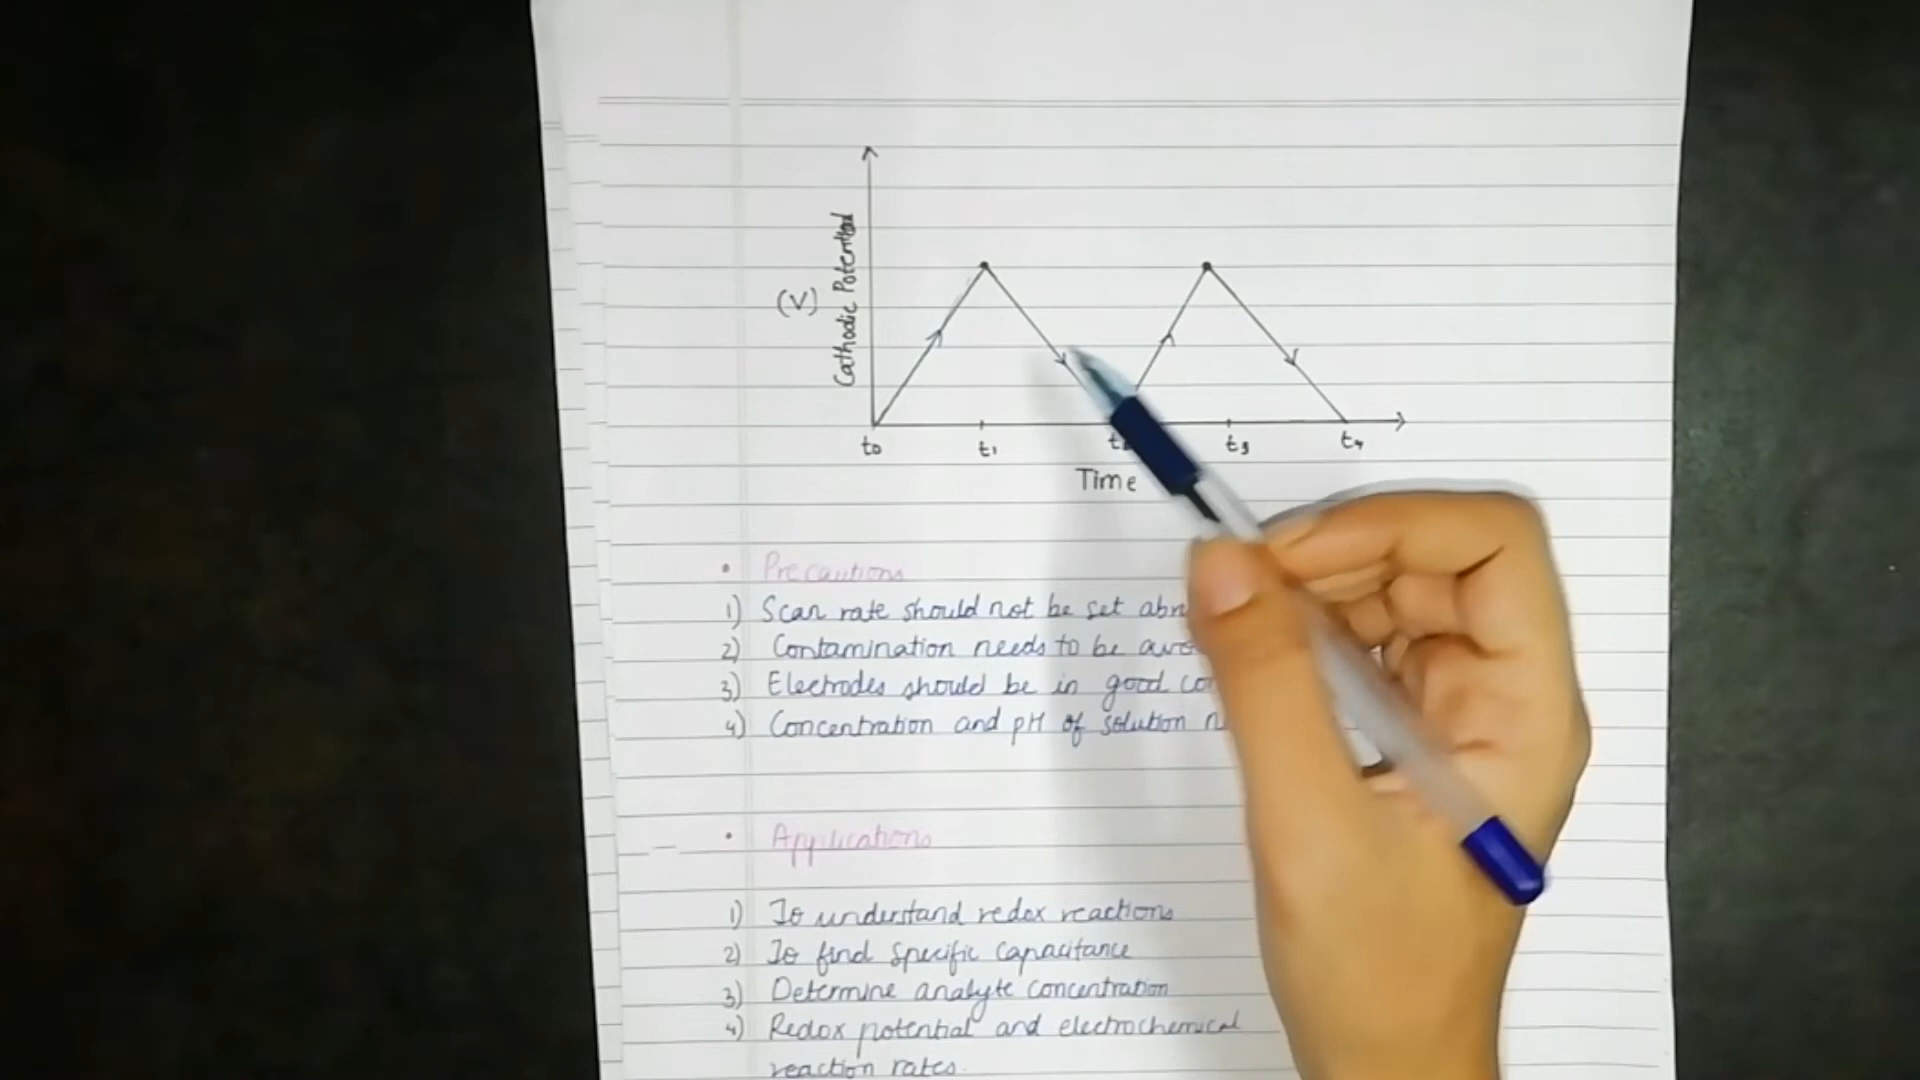 Cathodic Potential
(V)
t0 t1 t3 t4
Time
• Precautions
1) Scan rate should not be set
2) Contamination needs to be
3) Electrodes should be in good
4) Concentration and pH of solution
• Applications
1) To understand redox reactions
2) To find Specific Capacitance
3) Determine analyte concentration
4) Redox potential and electrochemical
reaction rates.